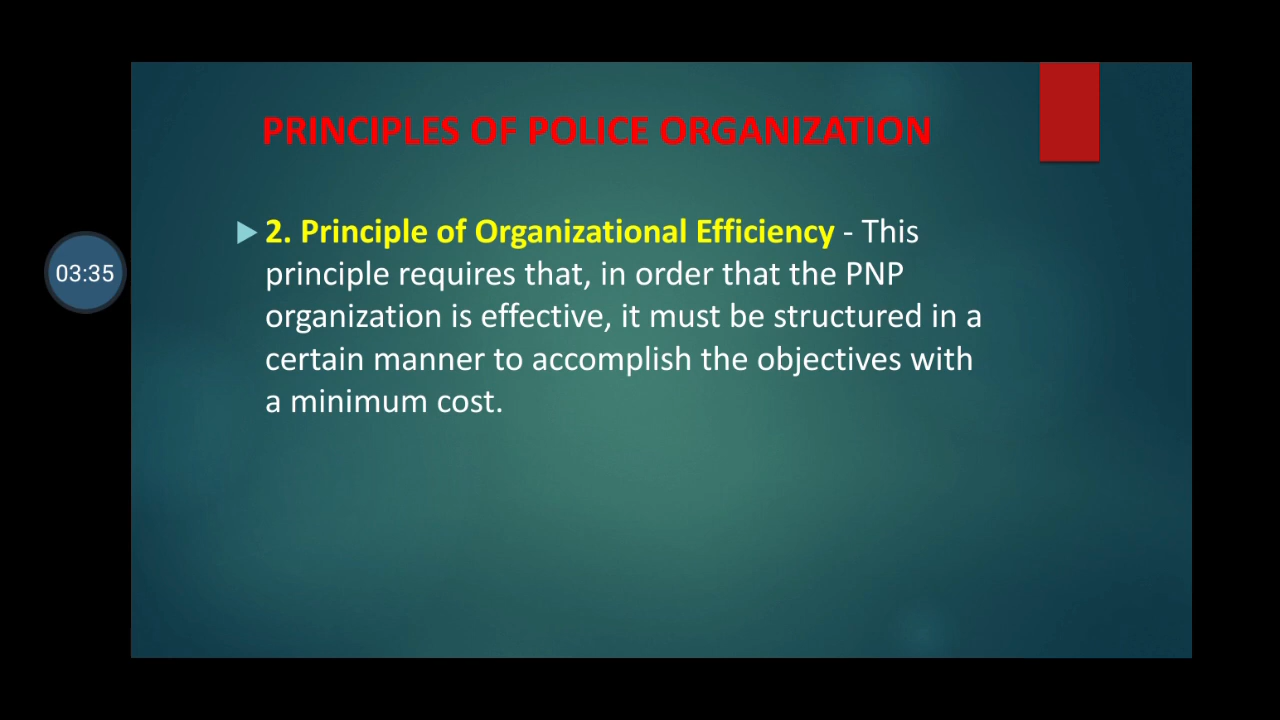 PRINCIPLES OF POLICE ORGANIZATION
2. Principle of Organizational Efficiency - This
principle requires that, in order that the PNP
organization is effective, it must be structured in a
certain manner to accomplish the objectives with
a minimum cost.
03:35